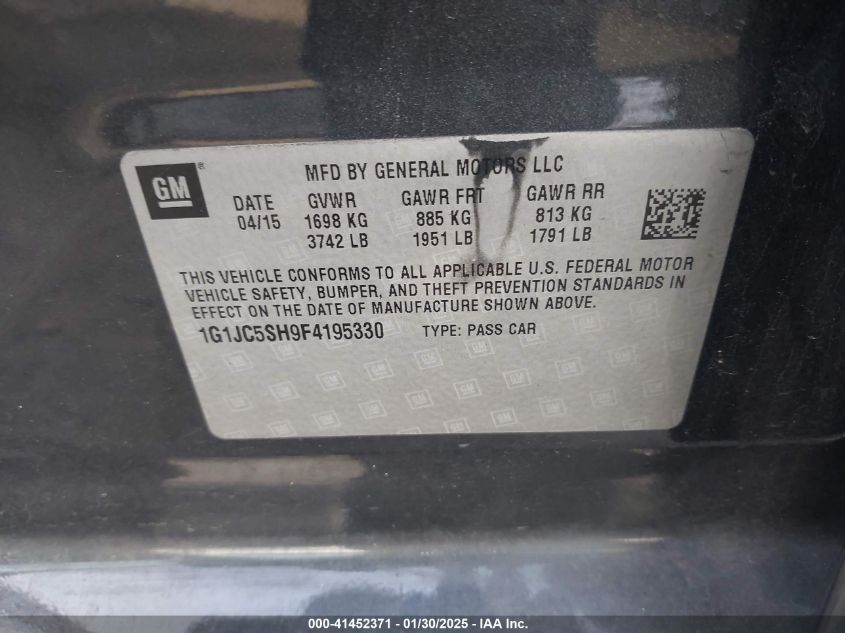 GM ®
MFD BY GENERAL MOTORS LLC
DATE GVWR GAWR FRT GAWR RR
04/15 1698 KG 885 KG 813 KG
3742 LB 1951 LB 1791 LB
THIS VEHICLE CONFORMS TO ALL APPLICABLE U.S. FEDERAL MOTOR
VEHICLE SAFETY, BUMPER, AND THEFT PREVENTION STANDARDS IN
EFFECT ON THE DATE OF MANUFACTURE SHOWN ABOVE.
1G1JC5SH9F4195330 TYPE: PASS CAR
000-41452371 / 01/30/2025 - IAA Inc.